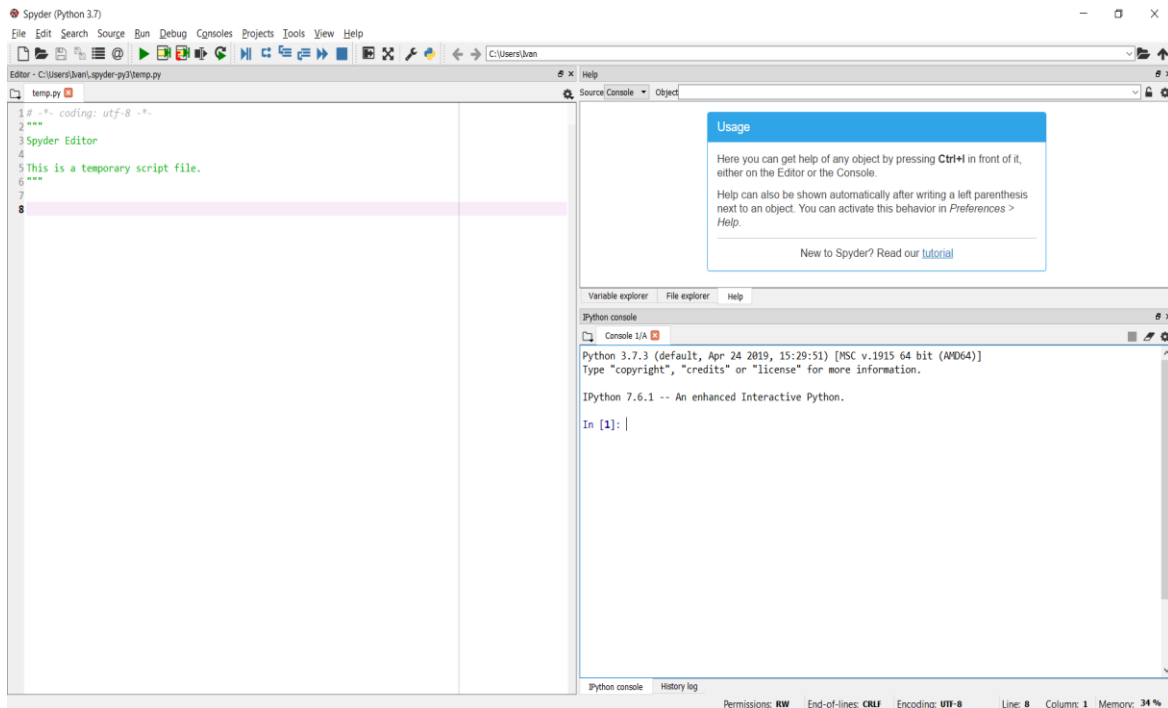 Spyder (Python 3.7)
File Edit Search Source Run Debug Consoles Projects Tools View Help
C:\Users\Ivan
Editor - C:\Users\Ivan\.spyder-py3\temp.py
temp.py
1 # -*- coding: utf-8 -*-
2 """
3 Spyder Editor
4
5 This is a temporary script file.
6 """
7
8
Help
Source Console Object
Usage
Here you can get help of any object by pressing Ctrl+I in front of it,
either on the Editor or the Console.
Help can also be shown automatically after writing a left parenthesis
next to an object. You can activate this behavior in Preferences >
Help.
New to Spyder? Read our tutorial
Variable explorer File explorer Help
IPython console
Console 1/A
Python 3.7.3 (default, Apr 24 2019, 15:29:51) [MSC v.1915 64 bit (AMD64)]
Type "copyright", "credits" or "license" for more information.
IPython 7.6.1 -- An enhanced Interactive Python.
In [1]:
IPython console History log
Permissions: RW End-of-lines: CRLF Encoding: UTF-8 Line: 8 Column: 1 Memory: 34 %